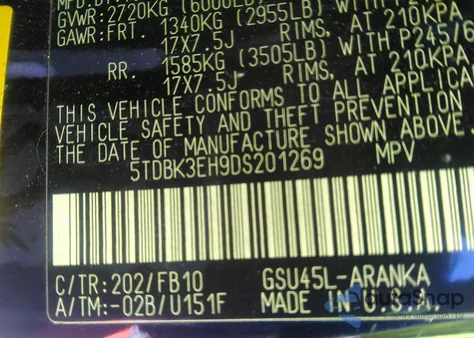 GVWR: 2720KG (6000LB)
GAWR: FRT. 1340KG (2955LB) WITH P245/6
17X7.5J RIMS, AT 210KPA
RR. 1585KG (3505LB) WITH P245
17X7.5J RIMS, AT 210KPA
THIS VEHICLE CONFORMS TO ALL APPLICA
VEHICLE SAFETY AND THEFT PREVENTION
THE DATE OF MANUFACTURE SHOWN ABOVE.
5TDBK3EH9DS201269 MPV
C/TR: 202/FB10 GSU45L-ARANKA
A/TM: -02B/U151F MADE IN U.S.A.